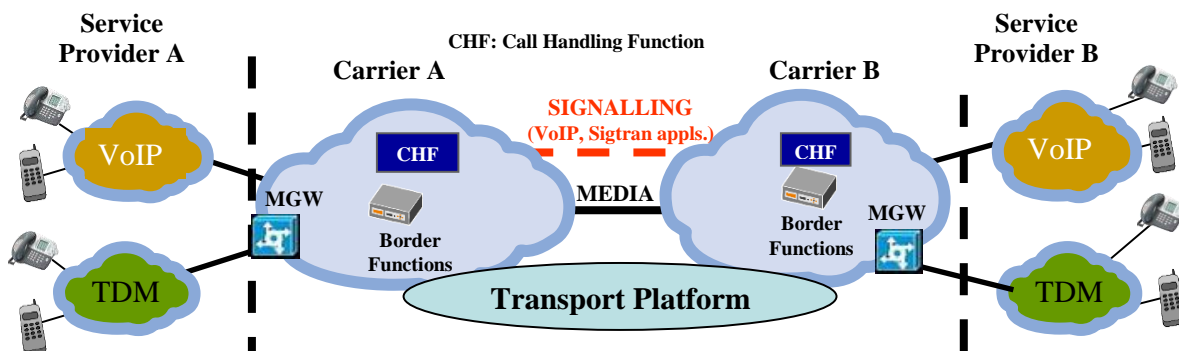 Service
Provider A
CHF: Call Handling Function
Service
Provider B
Carrier A
Carrier B
SIGNALLING
(VoIP, Sigtran appls.)
VoIP
CHF
CHF
VoIP
MGW
MEDIA
MGW
Border
Functions
Border
Functions
TDM
Transport Platform
TDM